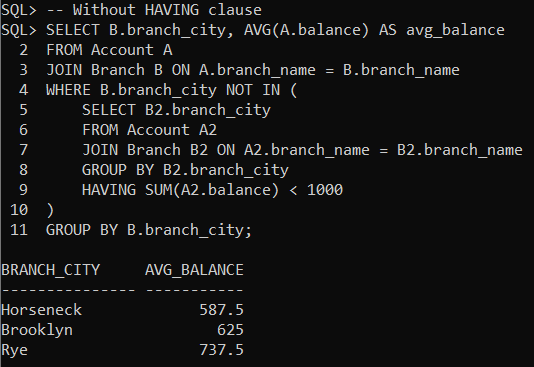 SQL> -- Without HAVING clause
SQL> SELECT B.branch_city, AVG(A.balance) AS avg_balance
  2  FROM Account A
  3  JOIN Branch B ON A.branch_name = B.branch_name
  4  WHERE B.branch_city NOT IN (
  5      SELECT B2.branch_city
  6      FROM Account A2
  7      JOIN Branch B2 ON A2.branch_name = B2.branch_name
  8      GROUP BY B2.branch_city
  9      HAVING SUM(A2.balance) < 1000
 10  )
 11  GROUP BY B.branch_city;

BRANCH_CITY     AVG_BALANCE
--------------- -----------
Horseneck             587.5
Brooklyn                625
Rye                   737.5